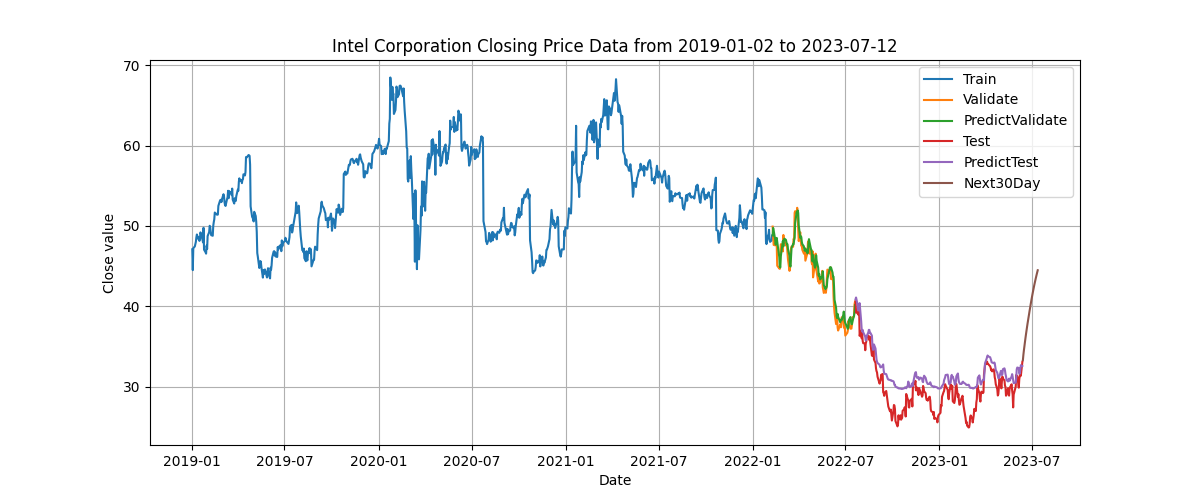 Intel Corporation Closing Price Data from 2019-01-02 to 2023-07-12
70
60
50
40
30
Close value
2019-01 2019-07 2020-01 2020-07 2021-01 2021-07 2022-01 2022-07 2023-01 2023-07
Date
Train
Validate
PredictValidate
Test
PredictTest
Next30Day